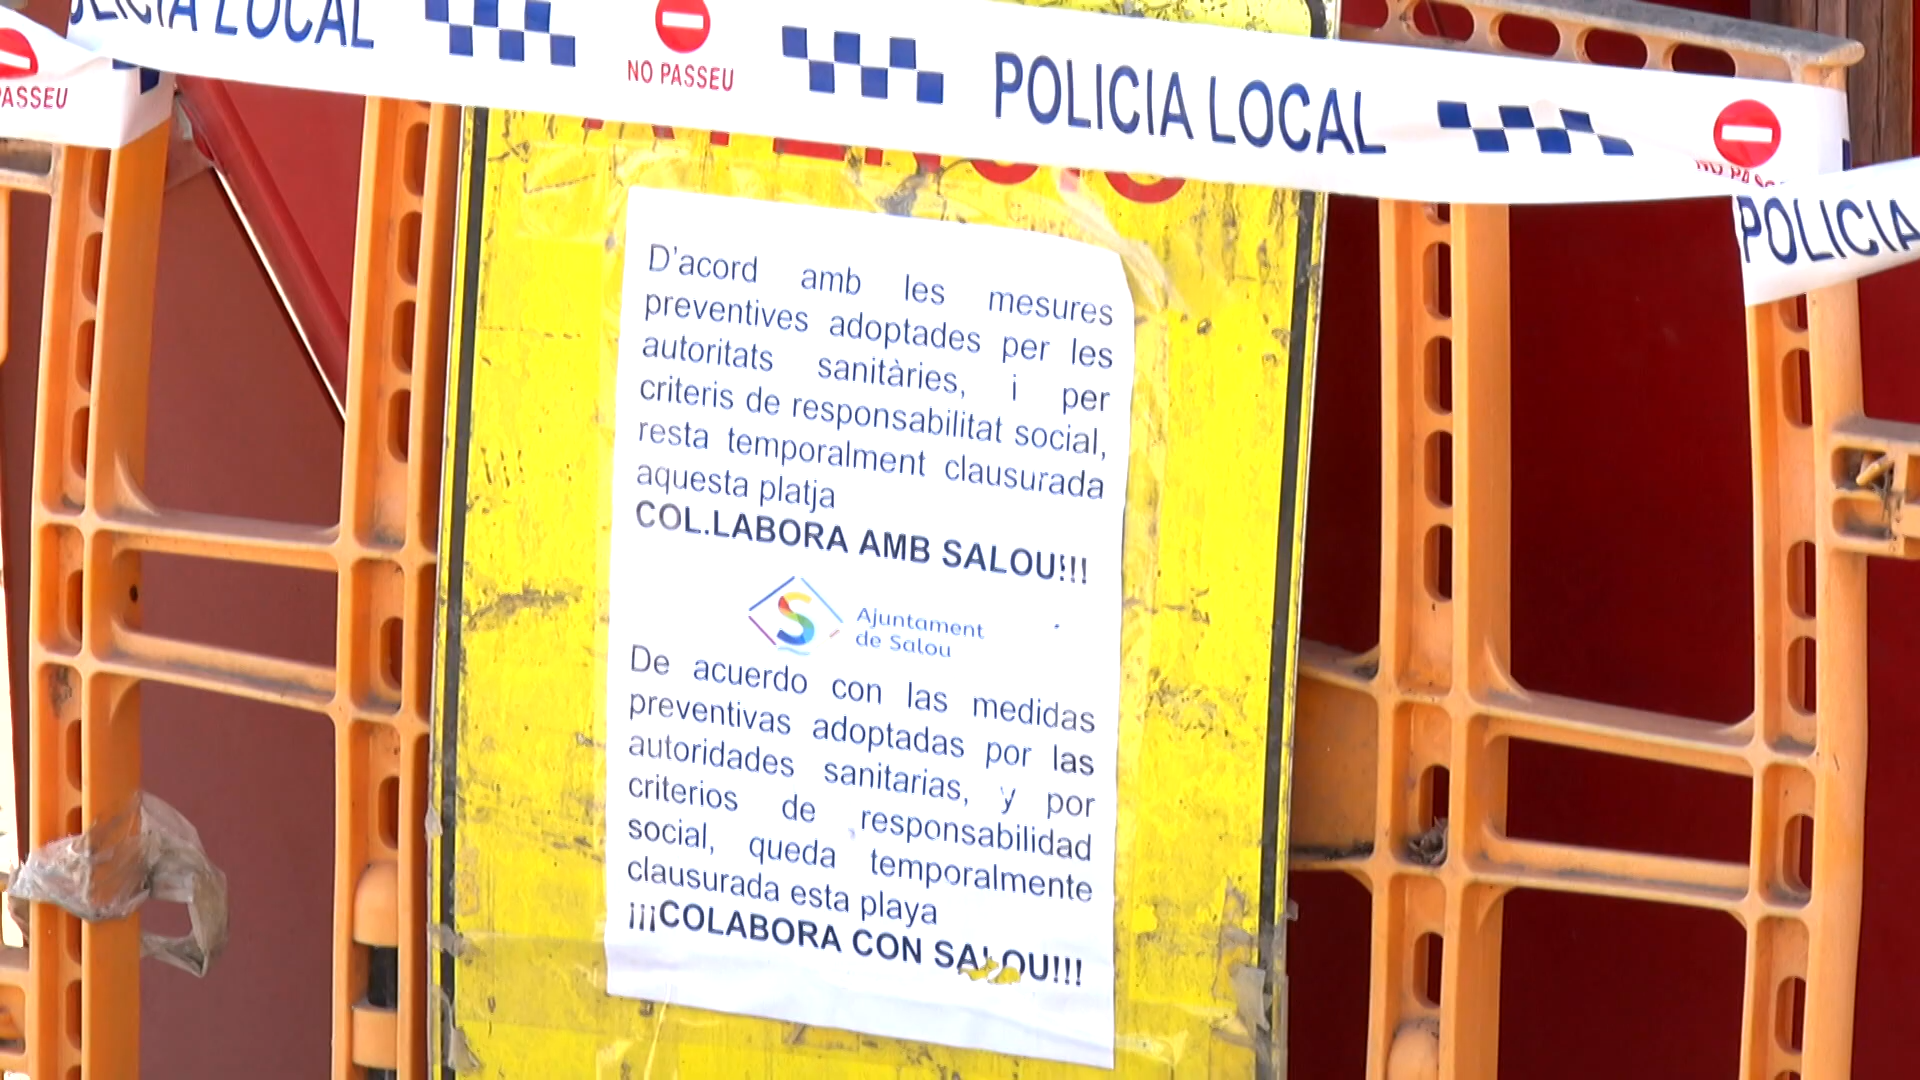 POLICIA LOCAL
NO PASSEU
POLICIA LOCAL
PASSEU
POLICIA
D'acord amb les mesures
preventives adoptades per les
autoritats sanitàries, i per
criteris de responsabilitat social,
resta temporalment clausurada
aquesta platja
COL.LABORA AMB SALOU!!!
Ajuntament
de Salou
De acuerdo con las medidas
preventivas adoptadas por las
autoridades sanitarias, y por
criterios de responsabilidad
social, queda temporalmente
clausurada esta playa
¡¡¡COLABORA CON SALOU!!!